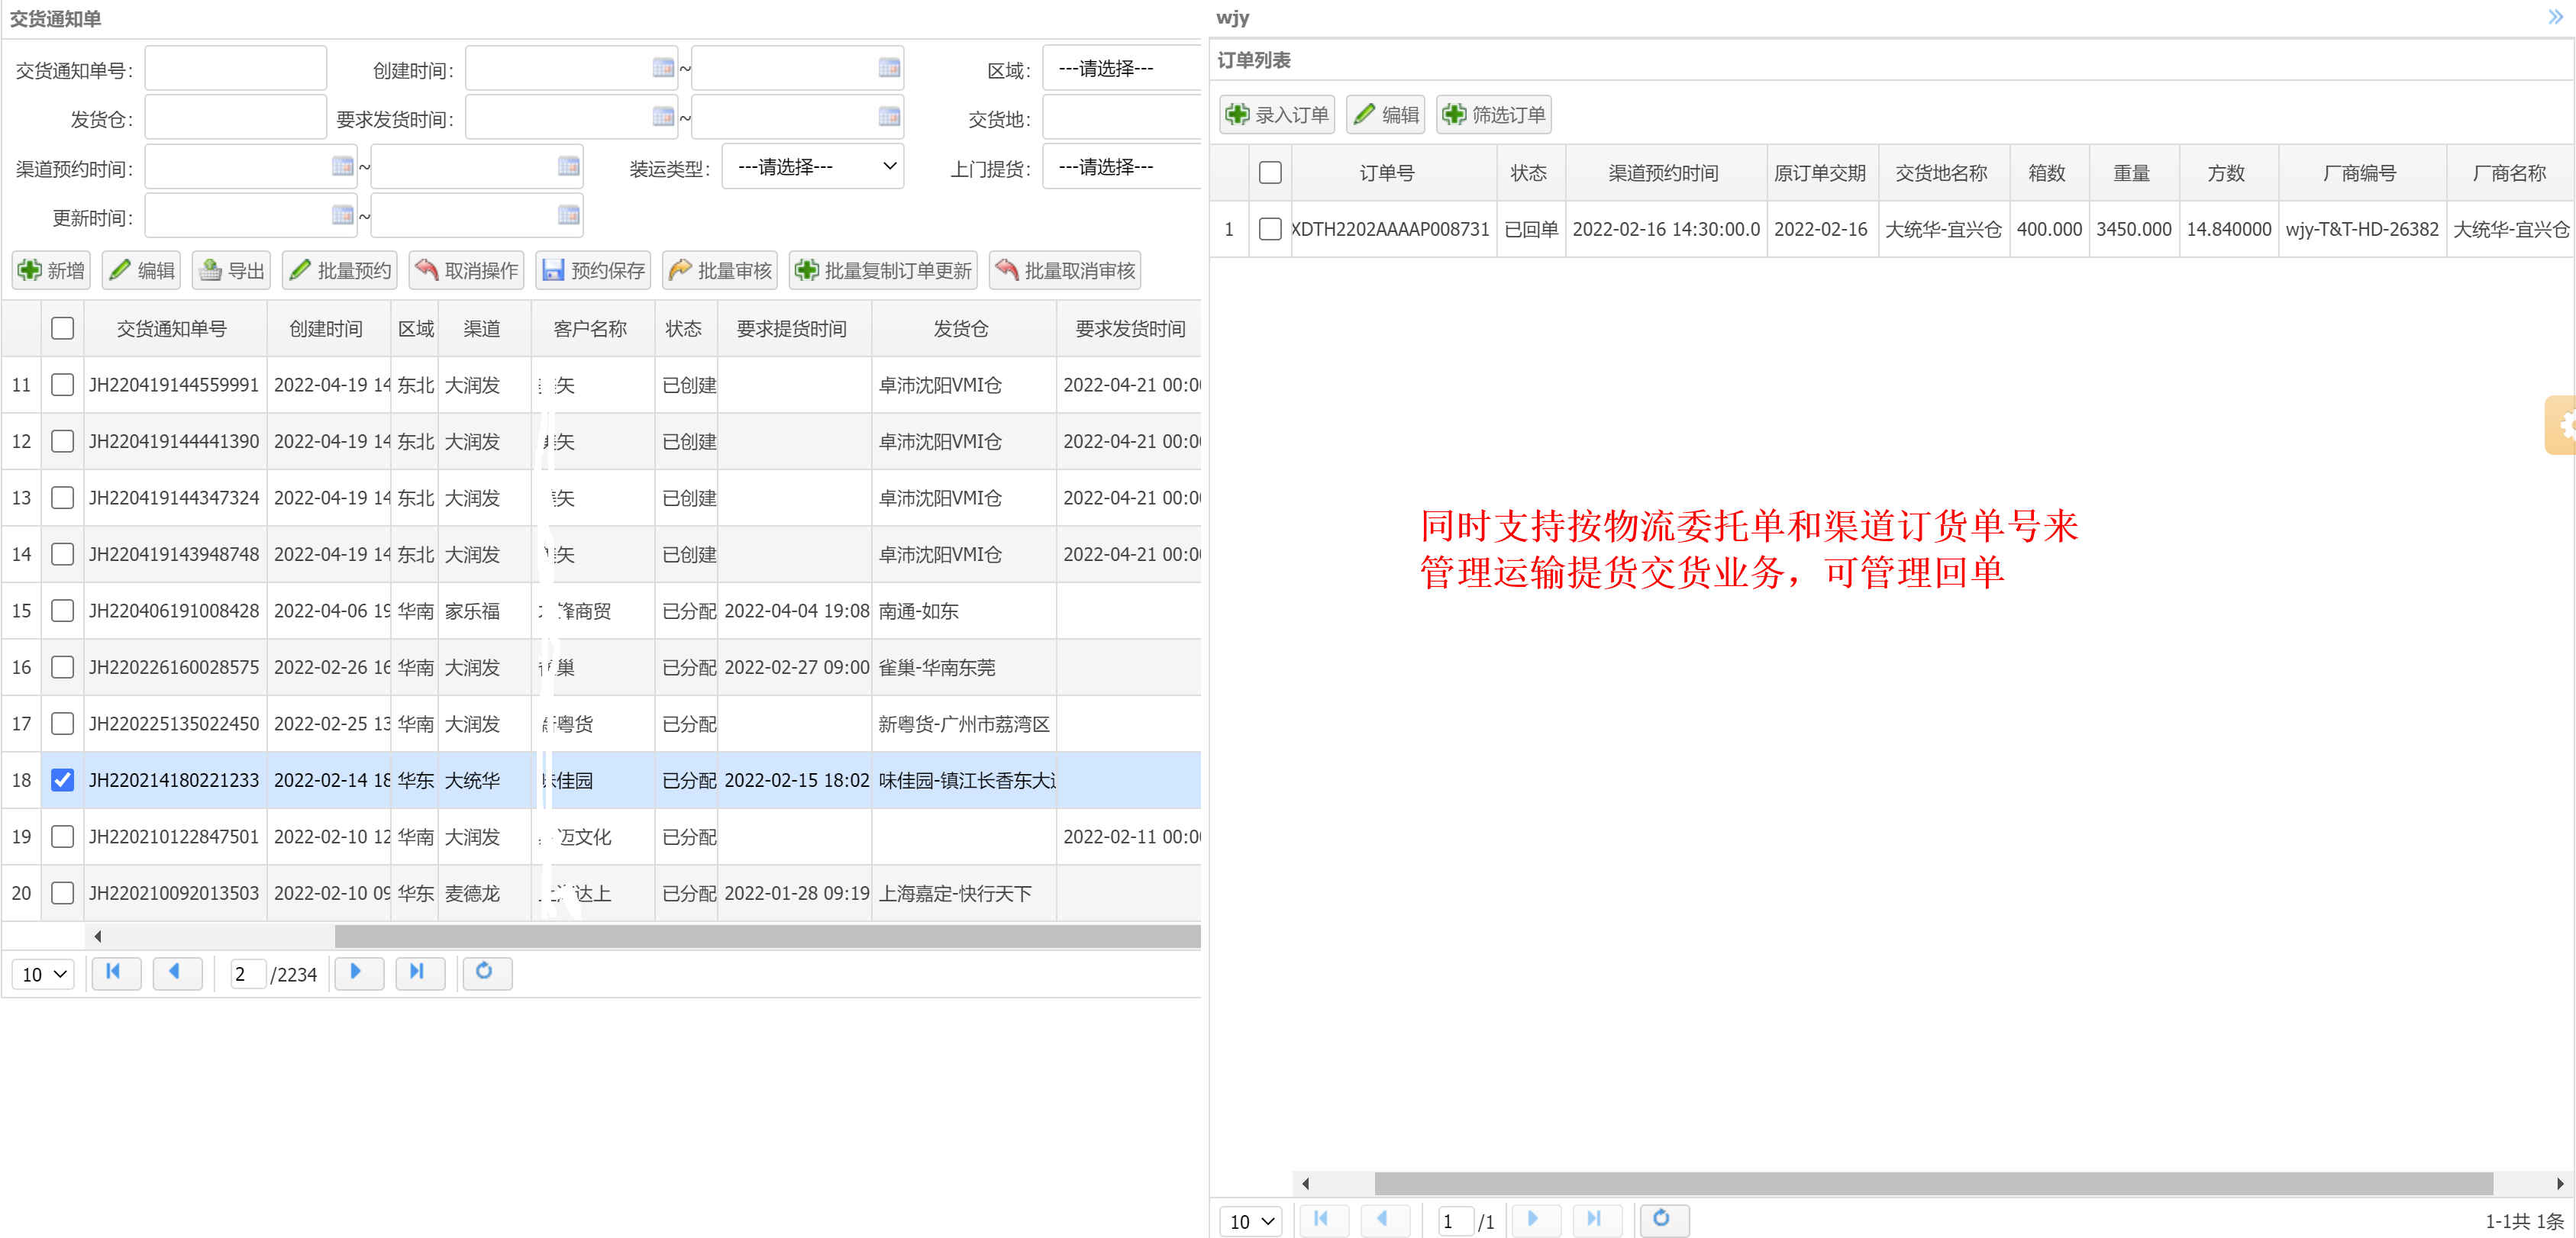 交货通知单
交货通知单号： 创建时间： ~ 区域： ---请选择---
发货仓： 要求发货时间： ~ 交货地：
渠道预约时间： ~ 装运类型： ---请选择--- 上门提货： ---请选择---
更新时间： ~
新增 编辑 导出 批量预约 取消操作 预约保存 批量审核 批量复制订单更新 批量取消审核
交货通知单号 创建时间 区域 渠道 客户名称 状态 要求提货时间 发货仓 要求发货时间
11 JH220419144559991 2022-04-19 14 东北 大润发 矢 已创建 卓沛沈阳VMI仓 2022-04-21 00:0
12 JH220419144441390 2022-04-19 14 东北 大润发 矢 已创建 卓沛沈阳VMI仓 2022-04-21 00:0
13 JH220419144347324 2022-04-19 14 东北 大润发 矢 已创建 卓沛沈阳VMI仓 2022-04-21 00:0
14 JH220419143948748 2022-04-19 14 东北 大润发 矢 已创建 卓沛沈阳VMI仓 2022-04-21 00:0
15 JH220406191008428 2022-04-06 19 华南 家乐福 商贸 已分配 2022-04-04 19:08 南通-如东
16 JH220226160028575 2022-02-26 16 华南 大润发 巢 已分配 2022-02-27 09:00 雀巢-华南东莞
17 JH220225135022450 2022-02-25 13 华南 大润发 粤货 已分配 新粤货-广州市荔湾区
18 JH220214180221233 2022-02-14 18 华东 大统华 佳园 已分配 2022-02-15 18:02 味佳园-镇江长香东大
19 JH220210122847501 2022-02-10 12 华南 大润发 迈文化 已分配 2022-02-11 00:0
20 JH220210092013503 2022-02-10 09 华东 麦德龙 达上 已分配 2022-01-28 09:19 上海嘉定-快行天下
10 2 /2234
wjy
订单列表
录入订单 编辑 筛选订单
订单号 状态 渠道预约时间 原订单交期 交货地名称 箱数 重量 方数 厂商编号 厂商名称
1 XDTH2202AAAAP008731 已回单 2022-02-16 14:30:00.0 2022-02-16 大统华-宜兴仓 400.000 3450.000 14.840000 wjy-T&T-HD-26382 大统华-宜兴仓
同时支持按物流委托单和渠道订货单号来
管理运输提货交货业务，可管理回单
10 1 /1 1-1共 1条